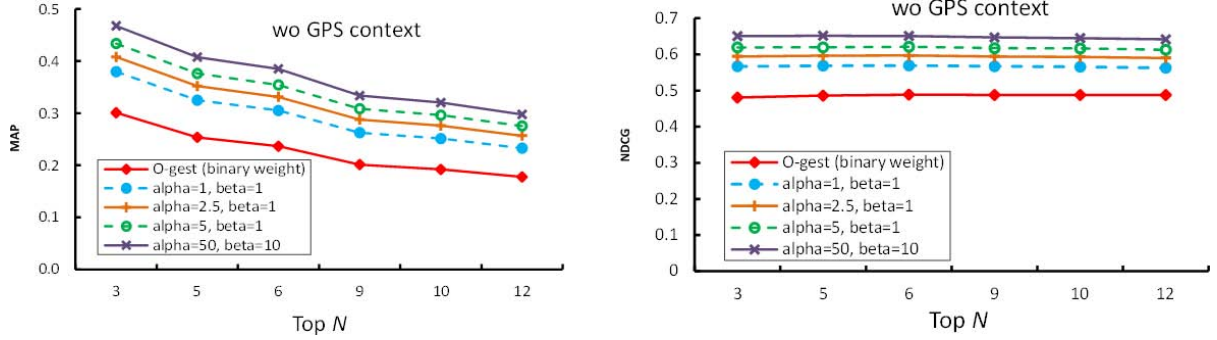 wo GPS context
0.5
0.4
0.3
0.2
0.1
0.0
MAP
O-gest (binary weight)
alpha=1, beta=1
alpha=2.5, beta=1
alpha=5, beta=1
alpha=50, beta=10
3 5 6 9 10 12
Top N
wo GPS context
0.7
0.6
0.5
0.4
0.3
0.2
0.1
0
NDCG
O-gest (binary weight)
alpha=1, beta=1
alpha=2.5, beta=1
alpha=5, beta=1
alpha=50, beta=10
3 5 6 9 10 12
Top N